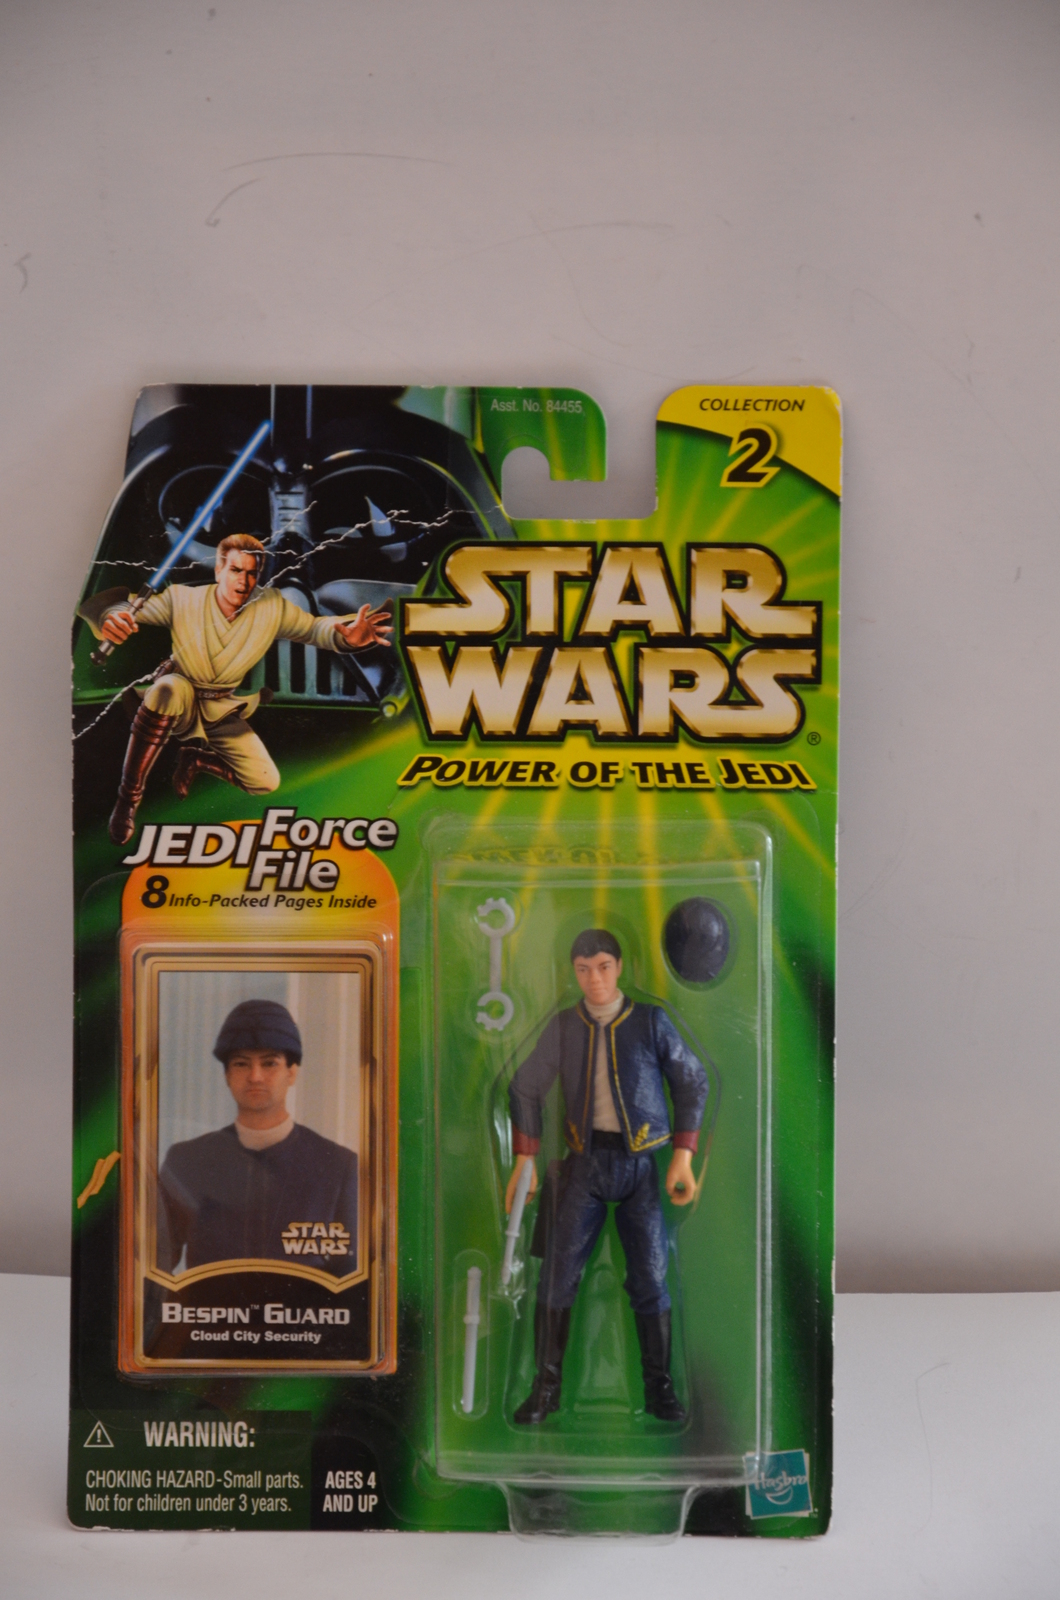 Asst. No. 84455
COLLECTION
2
STAR
WARS®
POWER OF THE JEDI
JEDI Force
File
8 Info-Packed Pages Inside
STAR
WARS
BESPIN™ GUARD
Cloud City Security
WARNING:
CHOKING HAZARD-Small parts.
Not for children under 3 years.
AGES 4
AND UP
Hasbro